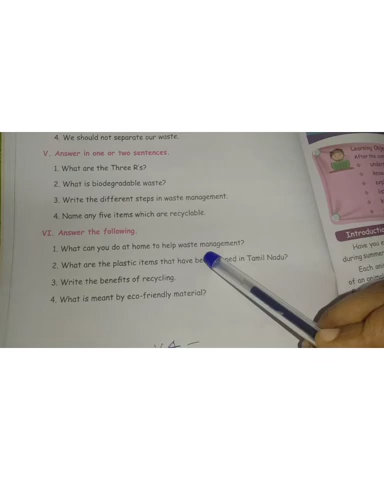 4. We should not separate our waste.
V. Answer in one or two sentences.
1. What are the Three R's?
2. What is biodegradable waste?
3. Write the different steps in waste management.
4. Name any five items which are recyclable.
VI. Answer the following.
1. What can you do at home to help waste management?
2. What are the plastic items that have in Tamil Nadu?
3. Write the benefits of recycling.
4. What is meant by eco-friendly material?
Learning
After the
Have you
during summer
Each
of an